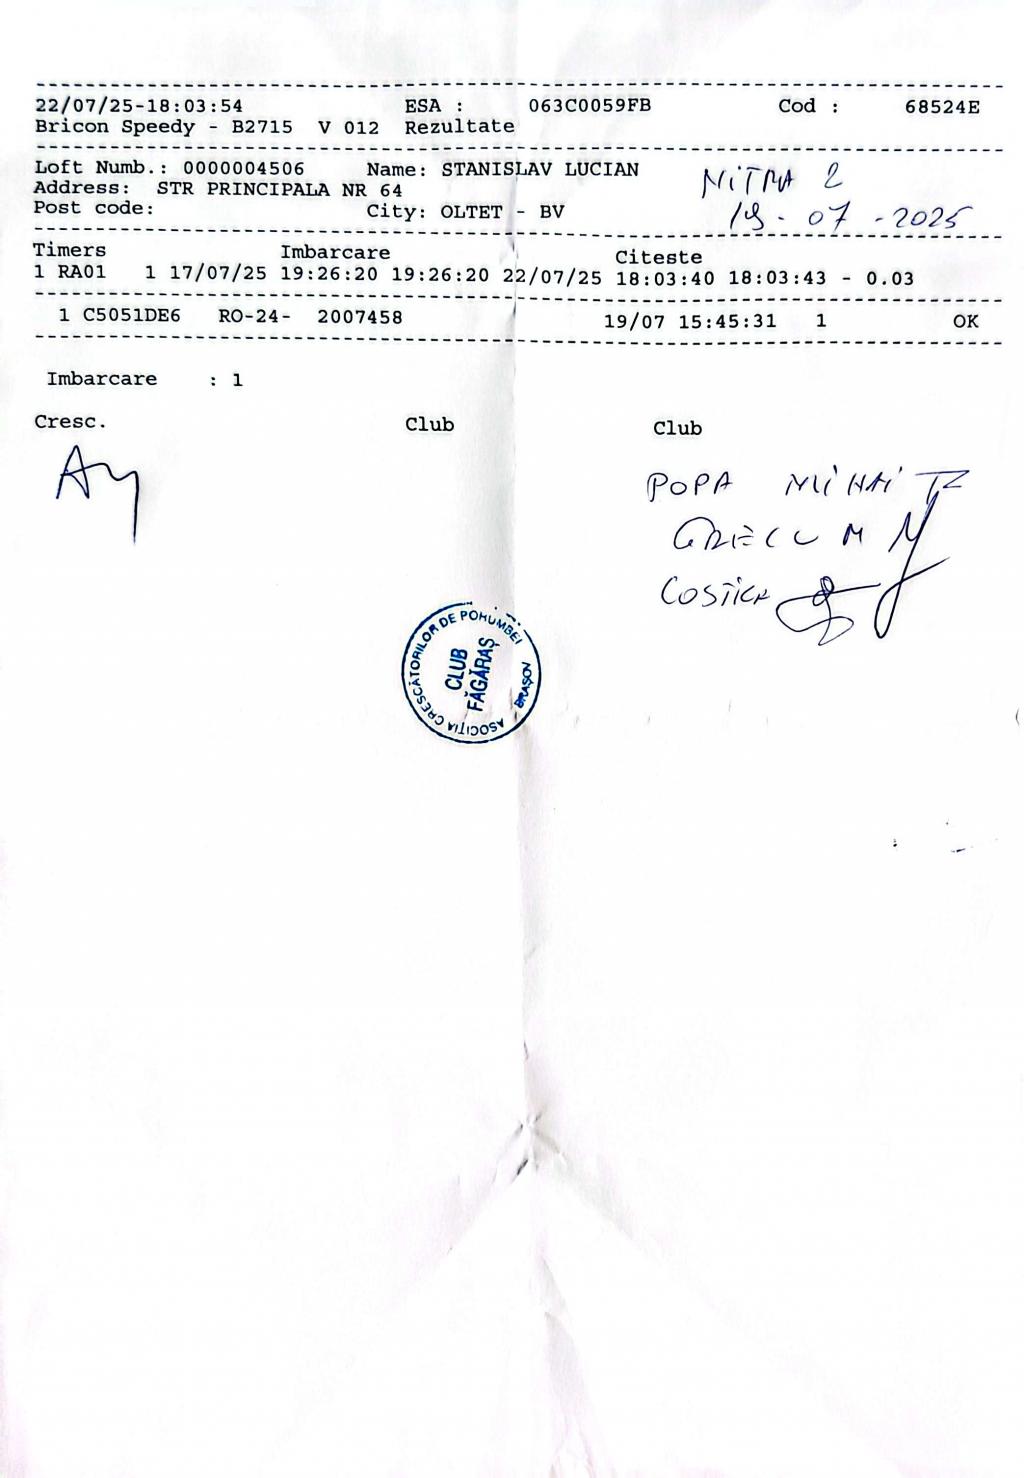 22/07/25-18:03:54 ESA : 063C0059FB Cod : 68524E
Bricon Speedy - B2715 V 012 Rezultate
Loft Numb.: 0000004506 Name: STANISLAV LUCIAN
Address: STR PRINCIPALA NR 64
Post code: City: OLTET - BV
NITRA 2
19-07-2025
Timers Imbarcare Citeste
1 RA01 1 17/07/25 19:26:20 19:26:20 22/07/25 18:03:40 18:03:43 - 0.03
1 C5051DE6 RO-24- 2007458 19/07 15:45:31 1 OK
Imbarcare : 1
Cresc. Club Club
POPA MIHAI
GRECU M
COSTICA
ASOCIȚIA CRESCĂTORILOR DE PORUMBEI
BRAȘOV
CLUB
FĂGĂRAȘ